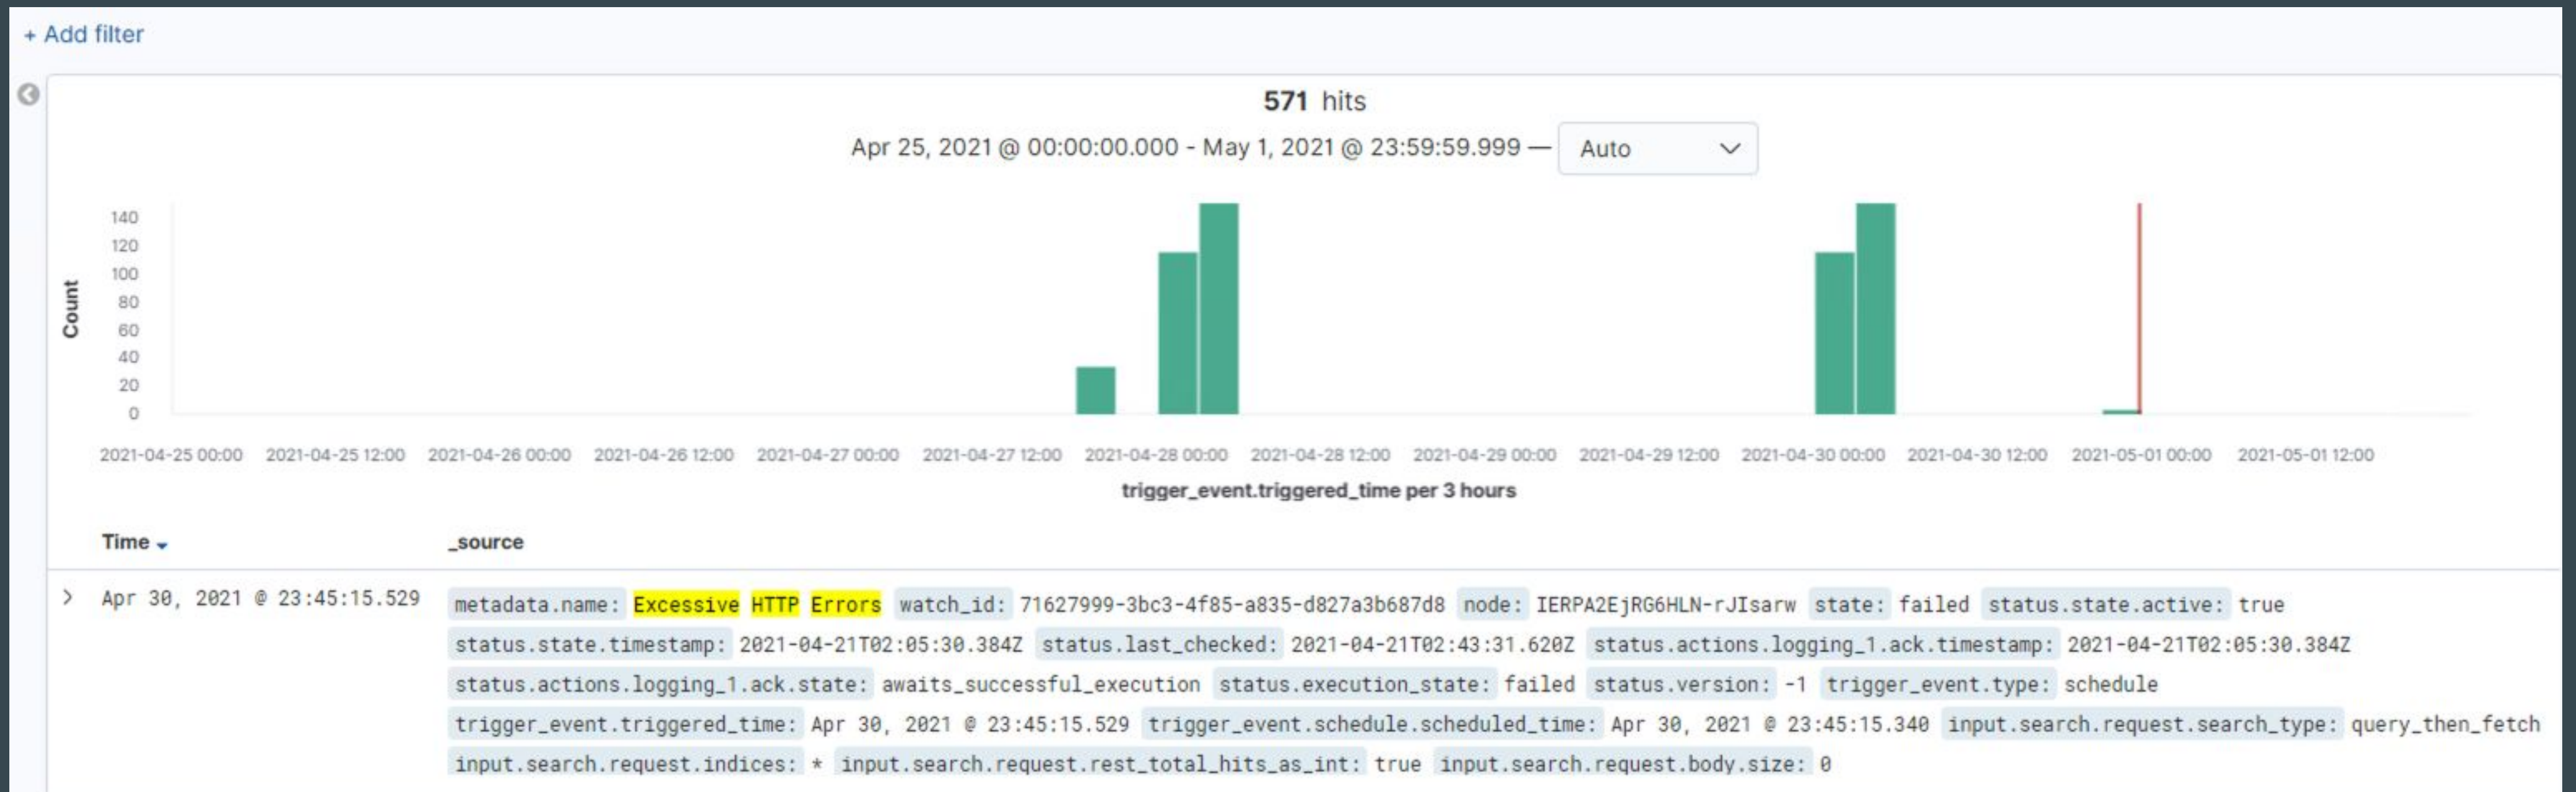 + Add filter
571 hits
Apr 25, 2021 @ 00:00:00.000 - May 1, 2021 @ 23:59:59.999 — Auto
140
120
100
80
60
40
20
0
Count
2021-04-25 00:00 2021-04-25 12:00 2021-04-26 00:00 2021-04-26 12:00 2021-04-27 00:00 2021-04-27 12:00 2021-04-28 00:00 2021-04-28 12:00 2021-04-29 00:00 2021-04-29 12:00 2021-04-30 00:00 2021-04-30 12:00 2021-05-01 00:00 2021-05-01 12:00
trigger_event.triggered_time per 3 hours
Time _source
Apr 30, 2021 @ 23:45:15.529 metadata.name: Excessive HTTP Errors watch_id: 71627999-3bc3-4f85-a835-d827a3b687d8 node: IERPA2EjRG6HLN-rJIsarw state: failed status.state.active: true
status.state.timestamp: 2021-04-21T02:05:30.384Z status.last_checked: 2021-04-21T02:43:31.620Z status.actions.logging_1.ack.timestamp: 2021-04-21T02:05:30.384Z
status.actions.logging_1.ack.state: awaits_successful_execution status.execution_state: failed status.version: -1 trigger_event.type: schedule
trigger_event.triggered_time: Apr 30, 2021 @ 23:45:15.529 trigger_event.schedule.scheduled_time: Apr 30, 2021 @ 23:45:15.340 input.search.request.search_type: query_then_fetch
input.search.request.indices: * input.search.request.rest_total_hits_as_int: true input.search.request.body.size: 0